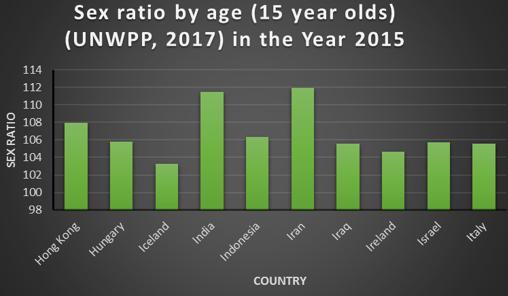 Sex ratio by age (15 year olds)
(UNWPP, 2017) in the Year 2015
114
112
110
108
106
104
102
100
98
SEX RATIO
Hong Kong
Hungary
Iceland
India
Indonesia
Iran
Iraq
Ireland
Israel
Italy
COUNTRY